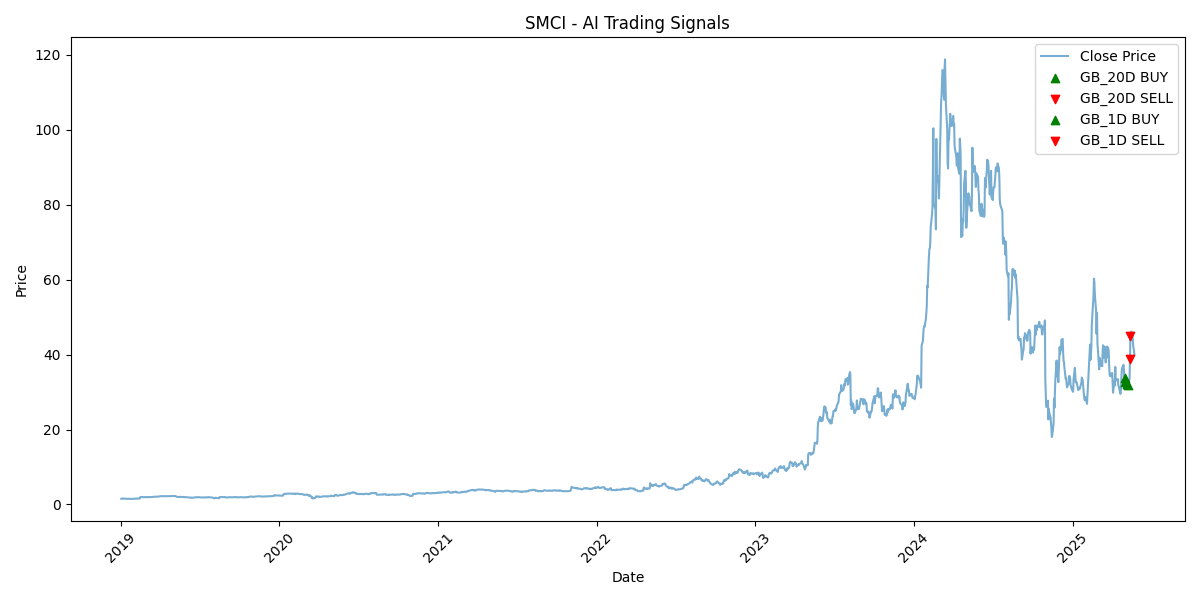 SMCI - AI Trading Signals
Close Price
GB_20D BUY
GB_20D SELL
GB_1D BUY
GB_1D SELL
120
100
80
60
40
20
0
Price
2019
2020
2021
2022
2023
2024
2025
Date